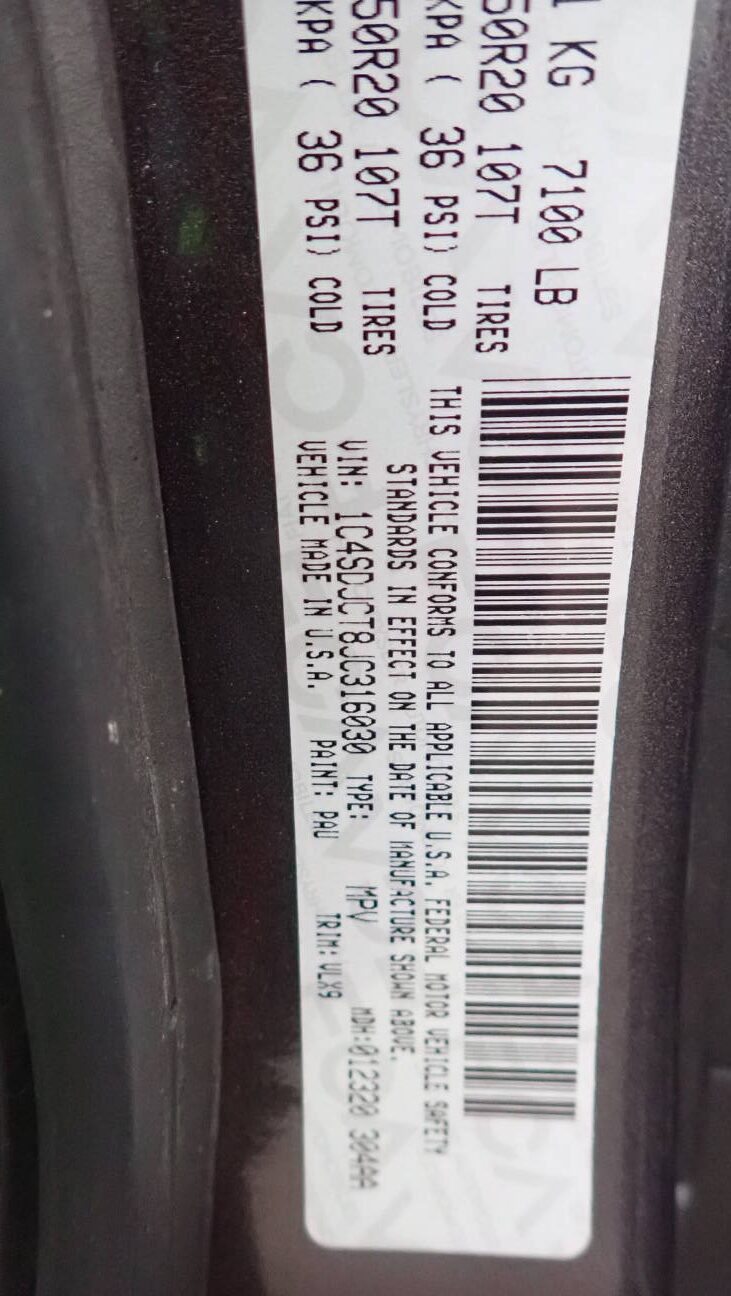 1 KG 7100 LB
50R20 107T TIRES
KPA ( 36 PSI) COLD
50R20 107T TIRES
KPA ( 36 PSI) COLD
THIS VEHICLE CONFORMS TO ALL APPLICABLE U.S.A. FEDERAL MOTOR VEHICLE SAFETY
STANDARDS IN EFFECT ON THE DATE OF MANUFACTURE SHOWN ABOVE.
VIN: 1C4SDJCT8JC316030 TYPE: MPV MDH:012320 304AA
VEHICLE MADE IN U.S.A. PAINT: PAU TRIM:VLX9